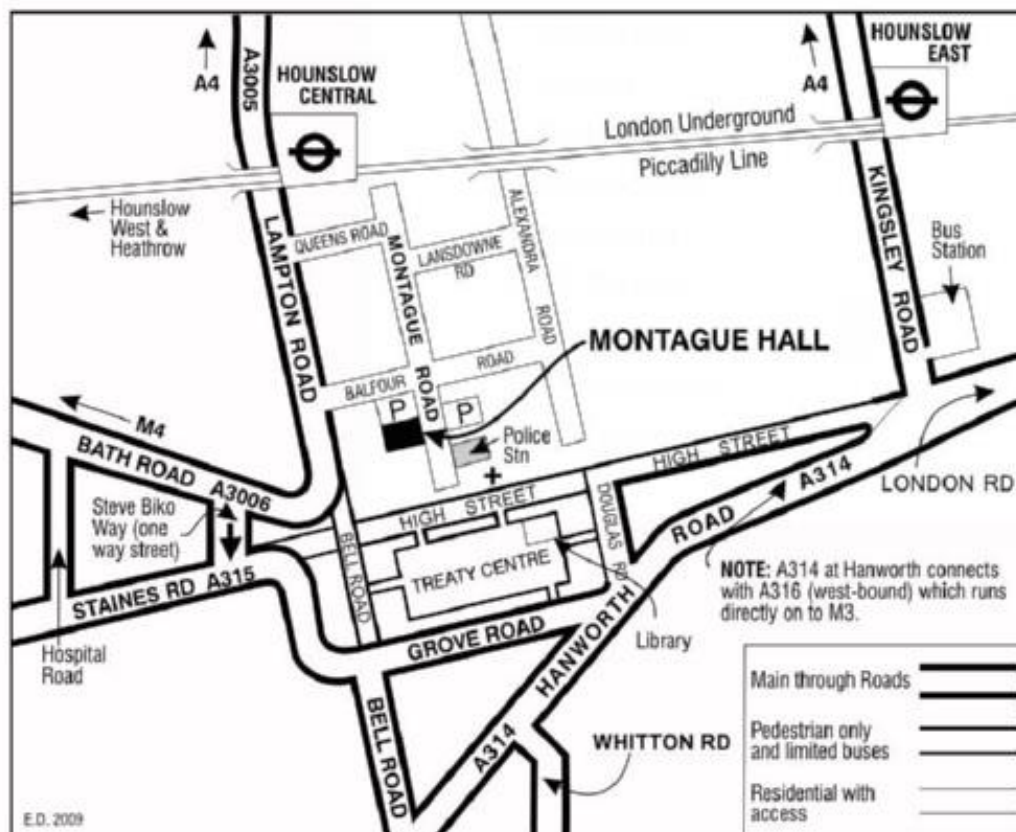 A4
A3005
HOUNSLOW
CENTRAL
A4
HOUNSLOW
EAST
London Underground
Piccadilly Line
Hounslow
West &
Heathrow
LAMPTON ROAD
QUEENS ROAD
MONTAGUE ROAD
LANSDOWNE
RD
ALEXANDRA ROAD
KINGSLEY ROAD
Bus
Station
MONTAGUE HALL
BALFOUR ROAD
P
P
Police
Stn
M4
BATH ROAD A3006
Steve Biko
Way (one
way street)
STAINES RD A315
Hospital
Road
HIGH STREET
HIGH STREET
BELL ROAD
TREATY CENTRE
DOUGLAS RD
Library
GROVE ROAD
HANWORTH ROAD A314
A314
BELL ROAD
WHITTON RD
LONDON RD
NOTE: A314 at Hanworth connects
with A316 (west-bound) which runs
directly on to M3.
Main through Roads
Pedestrian only
and limited buses
Residential with
access
E.D. 2009